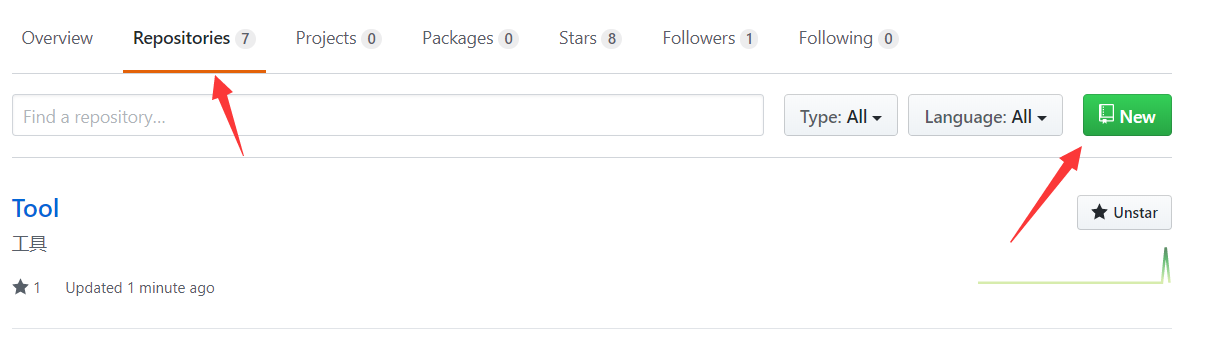 Overview Repositories 7 Projects 0 Packages 0 Stars 8 Followers 1 Following 0
Find a repository... Type: All Language: All New
Tool Unstar
工具
1 Updated 1 minute ago